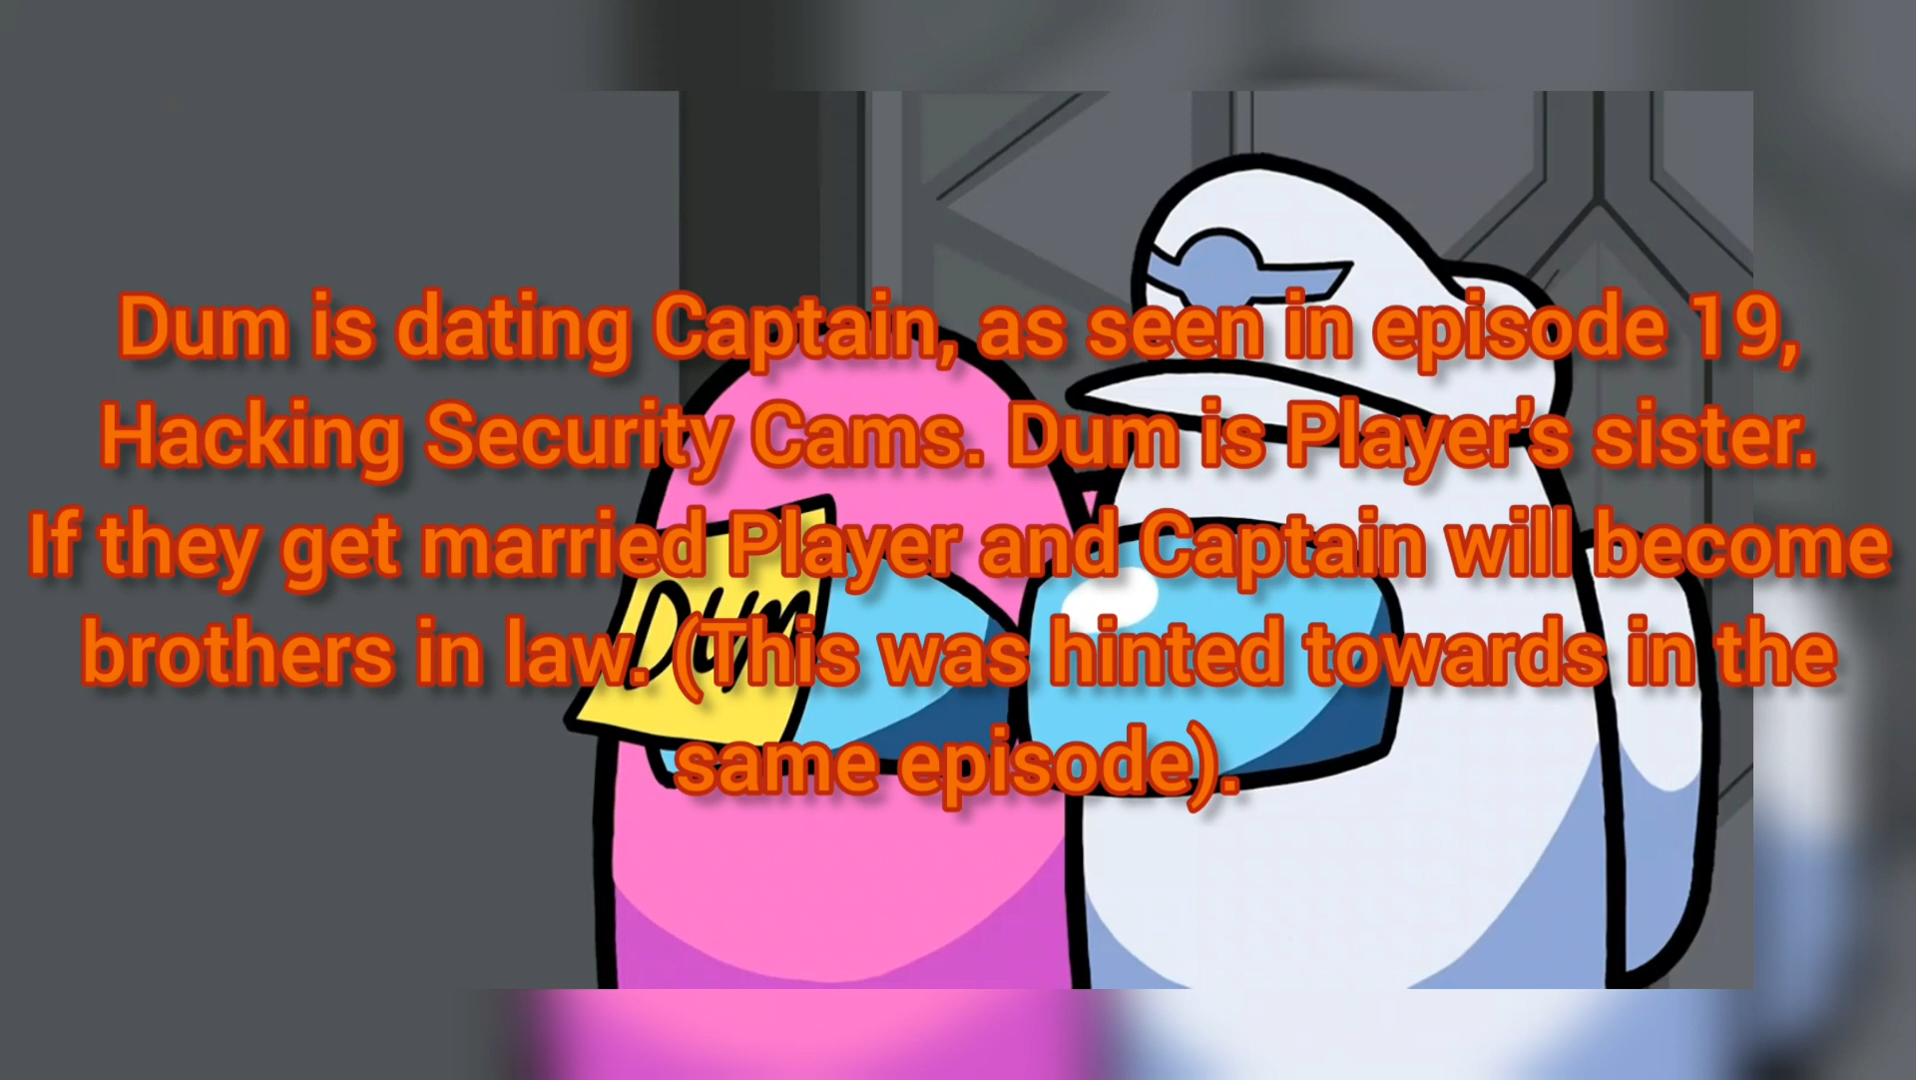 Dum is dating Captain, as seen in episode 19,
Hacking Security Cams. Dum is Player's sister.
If they get married Player and Captain will become
brothers in law. (This was hinted towards in the
same episode).
Dum